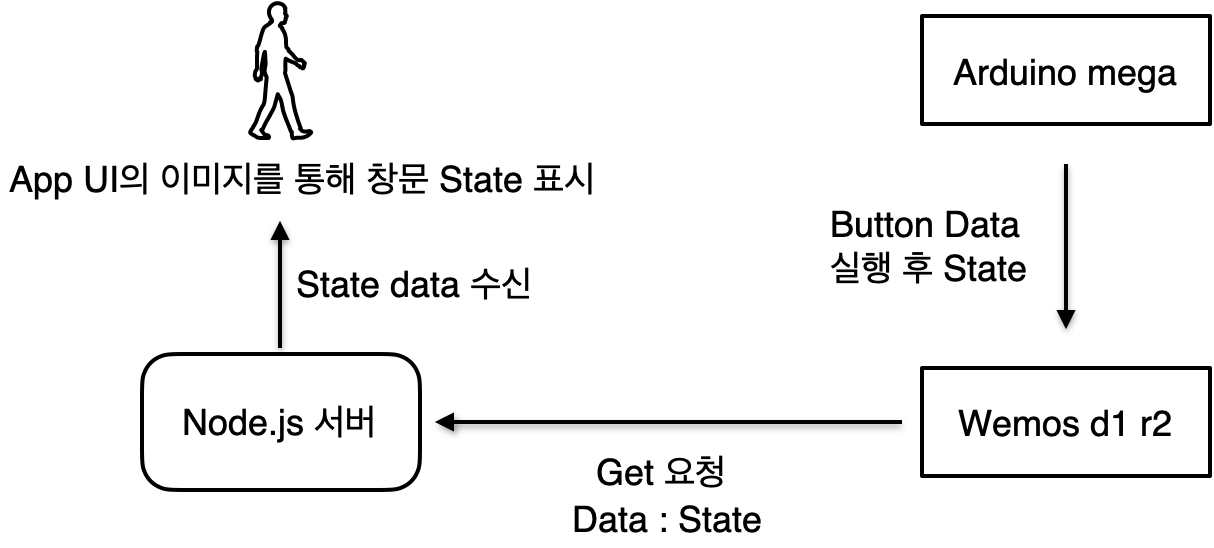 Arduino mega
App UI의 이미지를 통해 창문 State 표시
Button Data
실행 후 State
State data 수신
Node.js 서버
Wemos d1 r2
Get 요청
Data : State